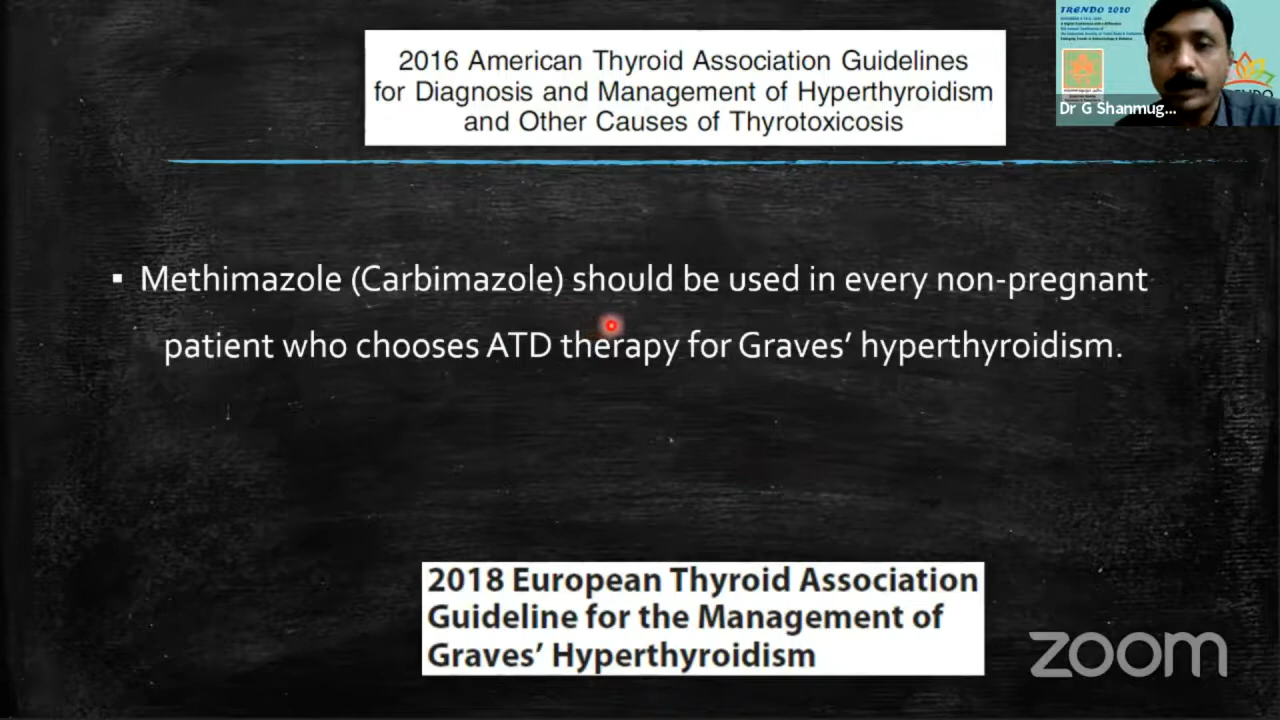 2016 American Thyroid Association Guidelines
for Diagnosis and Management of Hyperthyroidism
and Other Causes of Thyrotoxicosis
TRENDO 2020
Dr G Shanmug...
▪ Methimazole (Carbimazole) should be used in every non-pregnant
patient who chooses ATD therapy for Graves’ hyperthyroidism.
2018 European Thyroid Association
Guideline for the Management of
Graves’ Hyperthyroidism
zoom